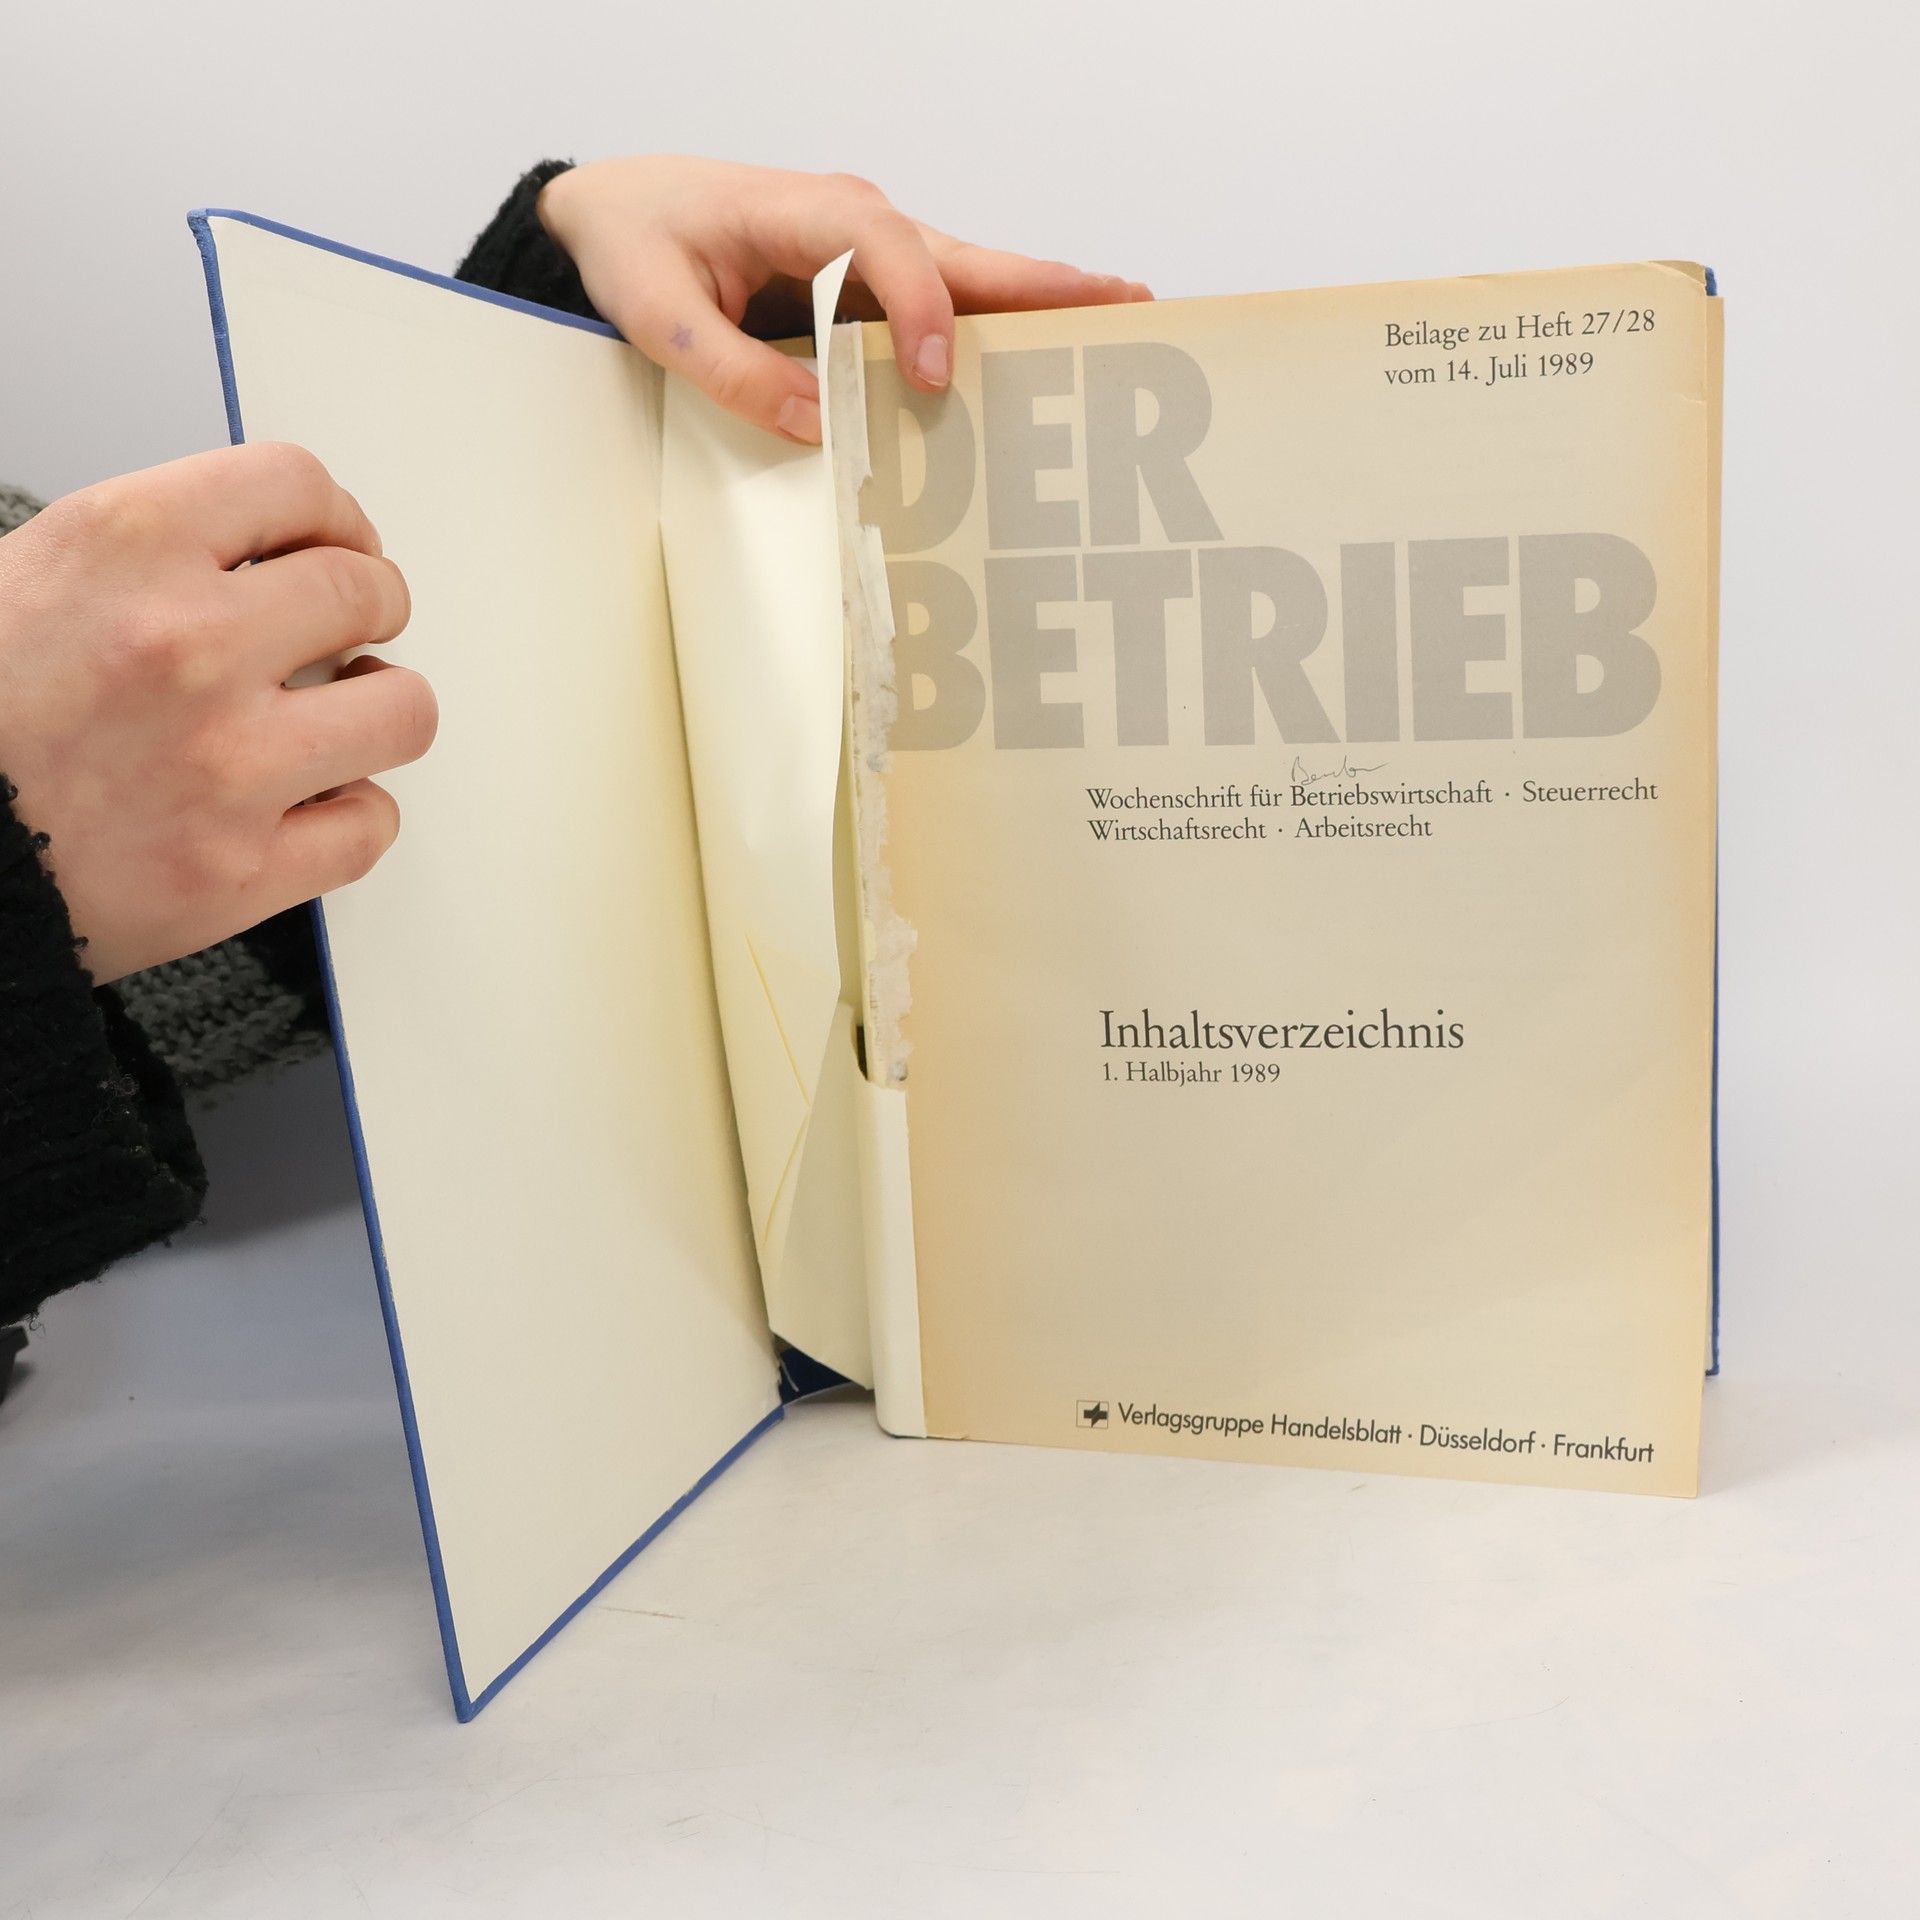 Beilage zu Heft 27/28
vom 14. Juli 1989
DER
BETRIEB
Wochenschrift für Betriebswirtschaft · Steuerrecht
Wirtschaftsrecht · Arbeitsrecht
Inhaltsverzeichnis
1. Halbjahr 1989
Verlagsgruppe Handelsblatt · Düsseldorf · Frankfurt